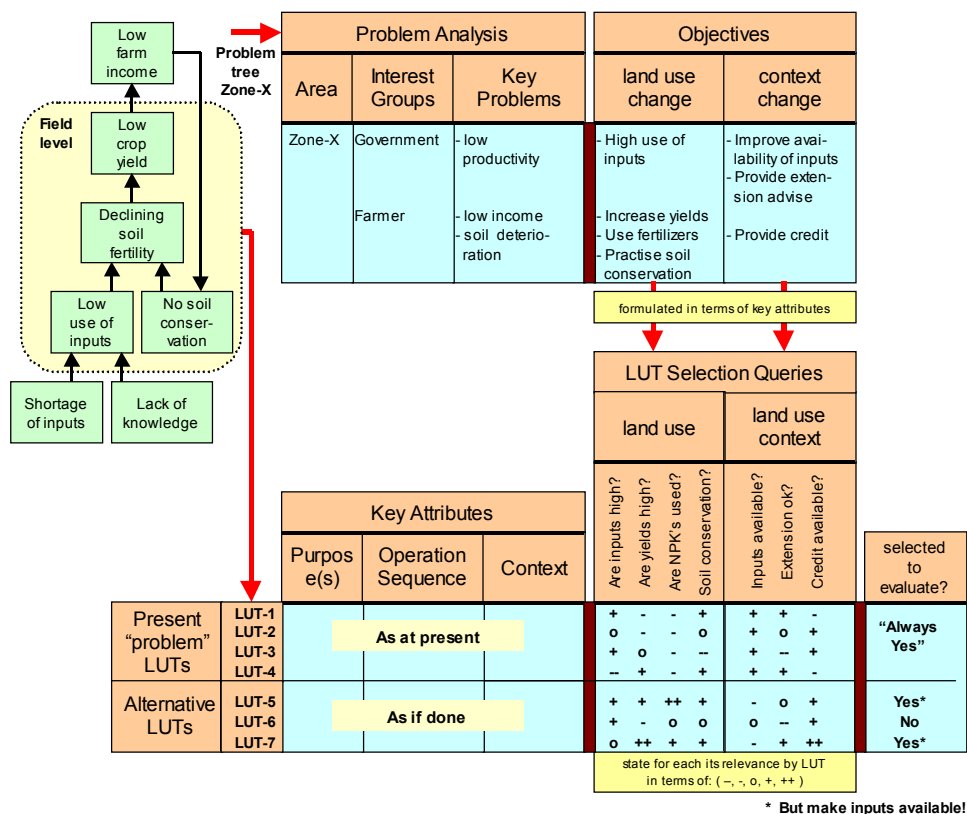 Low
farm
income
Problem
tree
Zone-X
Field
level
Low
crop
yield
Declining
soil
fertility
Low
use of
inputs
No soil
conser-
vation
Shortage
of inputs
Lack of
knowledge
Problem Analysis
Objectives
Area
Interest
Groups
Key
Problems
land use
change
context
change
Zone-X
Government
- low
productivity
- High use of
inputs
- Improve avai-
lability of inputs
- Provide exten-
sion advise
Farmer
- low income
- soil deterio-
ration
- Increase yields
- Use fertilizers
- Practise soil
conservation
- Provide credit
formulated in terms of key attributes
LUT Selection Queries
land use
land use
context
Are inputs high?
Are yields high?
Are NPK's used?
Soil conservation?
Inputs available?
Extension ok?
Credit available?
Key Attributes
Purpos
e(s)
Operation
Sequence
Context
selected
to
evaluate?
Present
"problem"
LUTs
As at present
LUT-1 + - - + + + -
LUT-2 o - - o + o +
LUT-3 + o - -- + -- +
LUT-4 -- + - + + + -
“Always
Yes”
Alternative
LUTs
As if done
LUT-5 + + ++ + - o + Yes*
LUT-6 + - o o o -- + No
LUT-7 o ++ + + - + ++ Yes*
state for each its relevance by LUT
in terms of: ( –, -, o, +, ++ )
* But make inputs available!